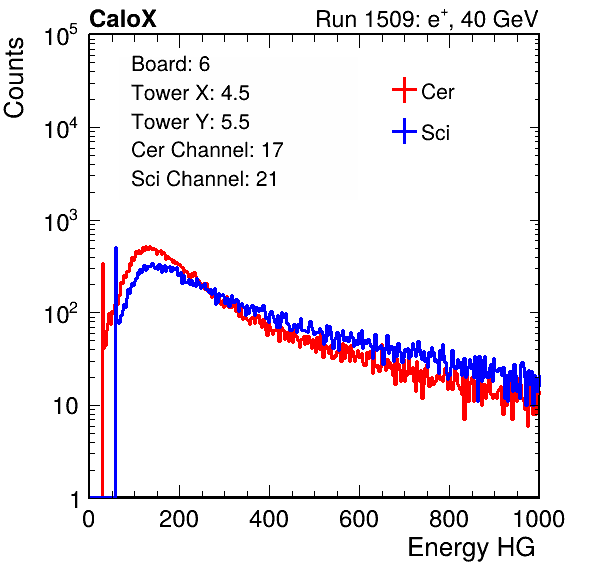 CaloX Run 1509: e⁺, 40 GeV
Counts
Board: 6
Tower X: 4.5
Tower Y: 5.5
Cer Channel: 17
Sci Channel: 21
Cer
Sci
10⁵
10⁴
10³
10²
10
1
0 200 400 600 800 1000
Energy HG